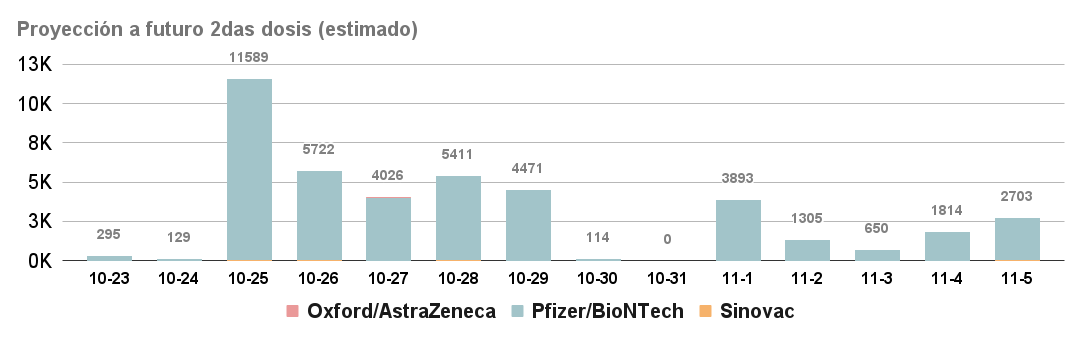 Proyección a futuro 2das dosis (estimado)
13K
10K
8K
5K
3K
0K
295
129
11589
5722
4026
5411
4471
114
0
3893
1305
650
1814
2703
10-23
10-24
10-25
10-26
10-27
10-28
10-29
10-30
10-31
11-1
11-2
11-3
11-4
11-5
Oxford/AstraZeneca
Pfizer/BioNTech
Sinovac